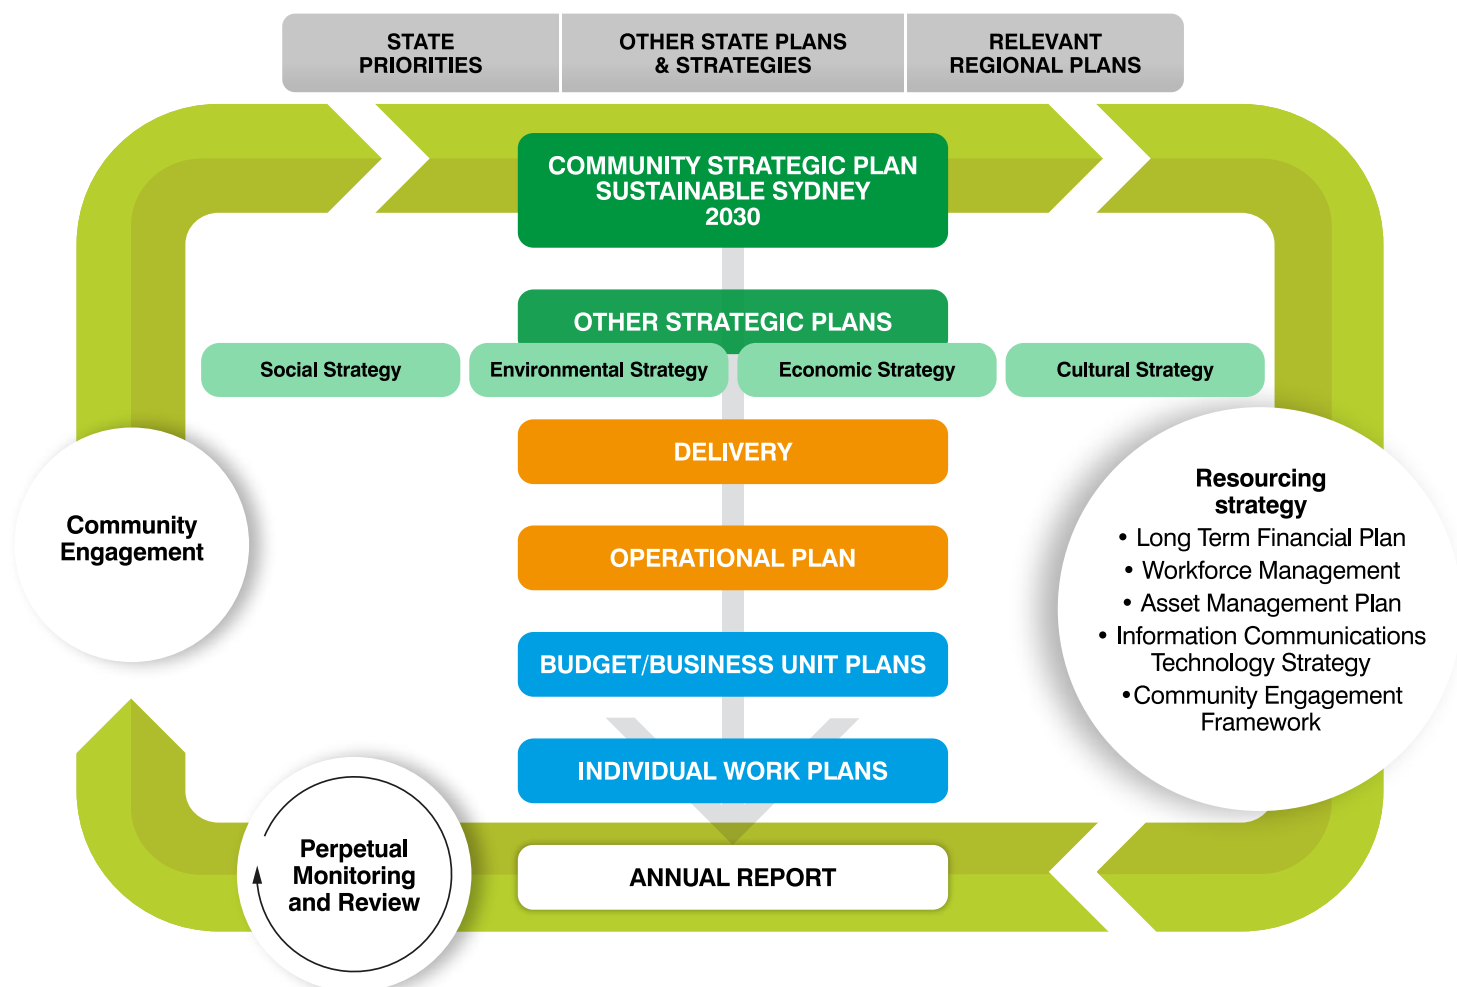 STATE
PRIORITIES
OTHER STATE PLANS
& STRATEGIES
RELEVANT
REGIONAL PLANS
COMMUNITY STRATEGIC PLAN
SUSTAINABLE SYDNEY
2030
OTHER STRATEGIC PLANS
Social Strategy
Environmental Strategy
Economic Strategy
Cultural Strategy
DELIVERY
OPERATIONAL PLAN
BUDGET/BUSINESS UNIT PLANS
INDIVIDUAL WORK PLANS
ANNUAL REPORT
Community
Engagement
Resourcing
strategy
• Long Term Financial Plan
• Workforce Management
• Asset Management Plan
• Information Communications
Technology Strategy
•Community Engagement
Framework
Perpetual
Monitoring
and Review